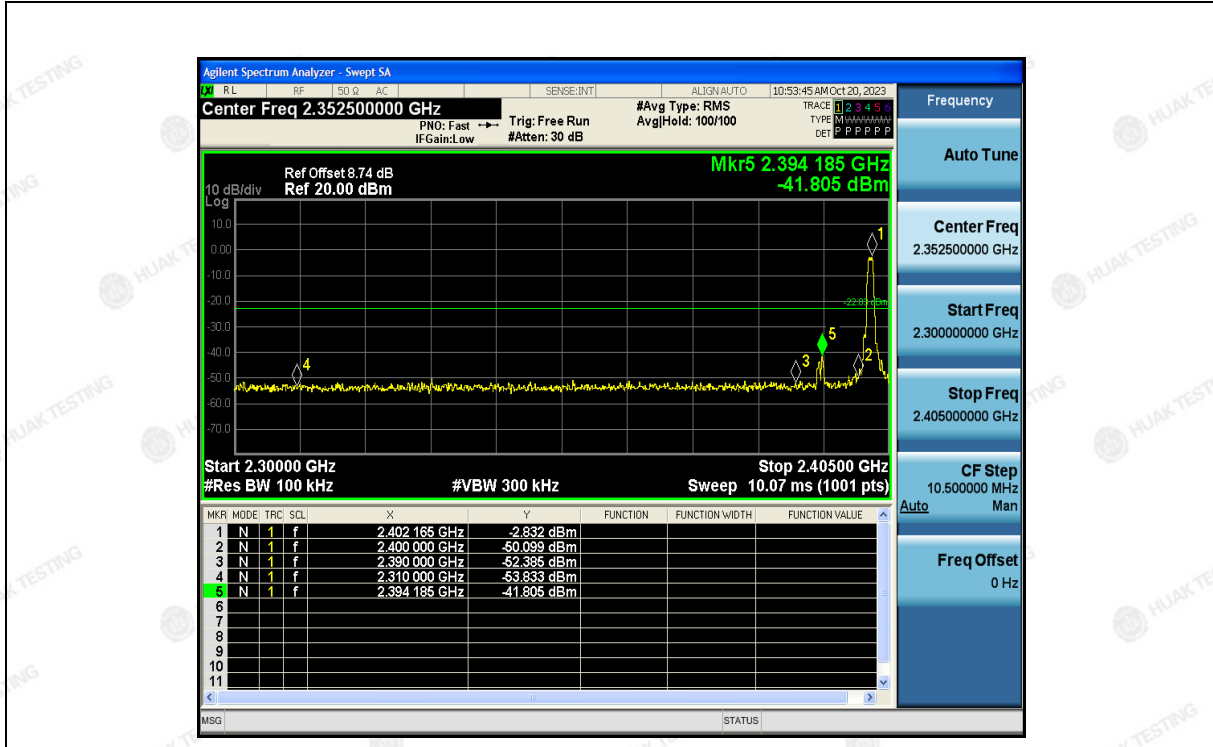 Agilent Spectrum Analyzer - Swept SA
LXI RL RF 50 Ω AC SENSE:INT ALIGN AUTO 10:53:45 AM Oct 20, 2023
Center Freq 2.352500000 GHz
PNO: Fast
IFGain:Low
Trig: Free Run
#Atten: 30 dB
#Avg Type: RMS
Avg|Hold: 100/100
TRACE 1 2 3 4 5 6
TYPE M WWWWW
DET P P P P P P
Mkr5 2.394 185 GHz
-41.805 dBm
Ref Offset 8.74 dB
10 dB/div Ref 20.00 dBm
Log
10.0
0.00
-10.0
-20.0
-30.0
-40.0
-50.0
-60.0
-70.0
-22.83 dBm
1
2
3
4
5
Start 2.30000 GHz Stop 2.40500 GHz
#Res BW 100 kHz #VBW 300 kHz Sweep 10.07 ms (1001 pts)
MKR MODE TRC SCL X Y FUNCTION FUNCTION WIDTH FUNCTION VALUE
1 N 1 f 2.402 165 GHz -2.832 dBm
2 N 1 f 2.400 000 GHz -50.099 dBm
3 N 1 f 2.390 000 GHz -52.385 dBm
4 N 1 f 2.310 000 GHz -53.833 dBm
5 N 1 f 2.394 185 GHz -41.805 dBm
6
7
8
9
10
11
MSG STATUS
Frequency
Auto Tune
Center Freq
2.352500000 GHz
Start Freq
2.300000000 GHz
Stop Freq
2.405000000 GHz
CF Step
10.500000 MHz
Auto Man
Freq Offset
0 Hz
HUAK TESTING